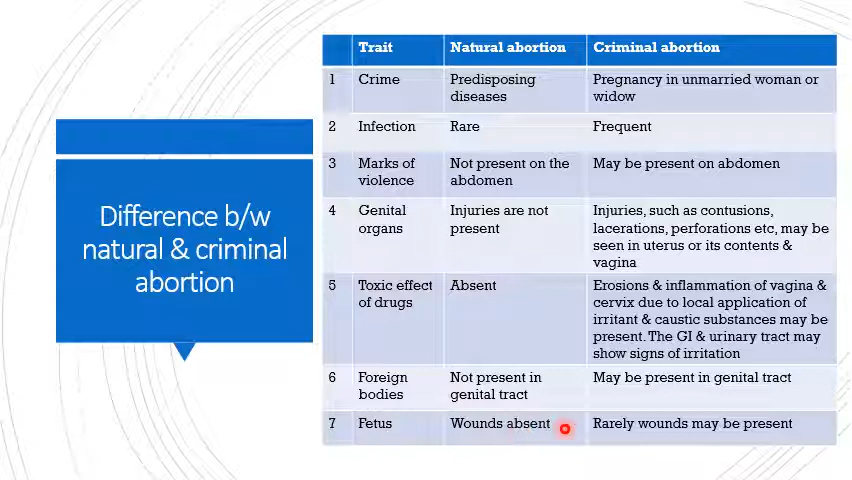 Difference b/w
natural & criminal
abortion
Trait Natural abortion Criminal abortion
1 Crime Predisposing diseases Pregnancy in unmarried woman or widow
2 Infection Rare Frequent
3 Marks of violence Not present on the abdomen May be present on abdomen
4 Genital organs Injuries are not present Injuries, such as contusions, lacerations, perforations etc, may be seen in uterus or its contents & vagina
5 Toxic effect of drugs Absent Erosions & inflammation of vagina & cervix due to local application of irritant & caustic substances may be present. The GI & urinary tract may show signs of irritation
6 Foreign bodies Not present in genital tract May be present in genital tract
7 Fetus Wounds absent Rarely wounds may be present